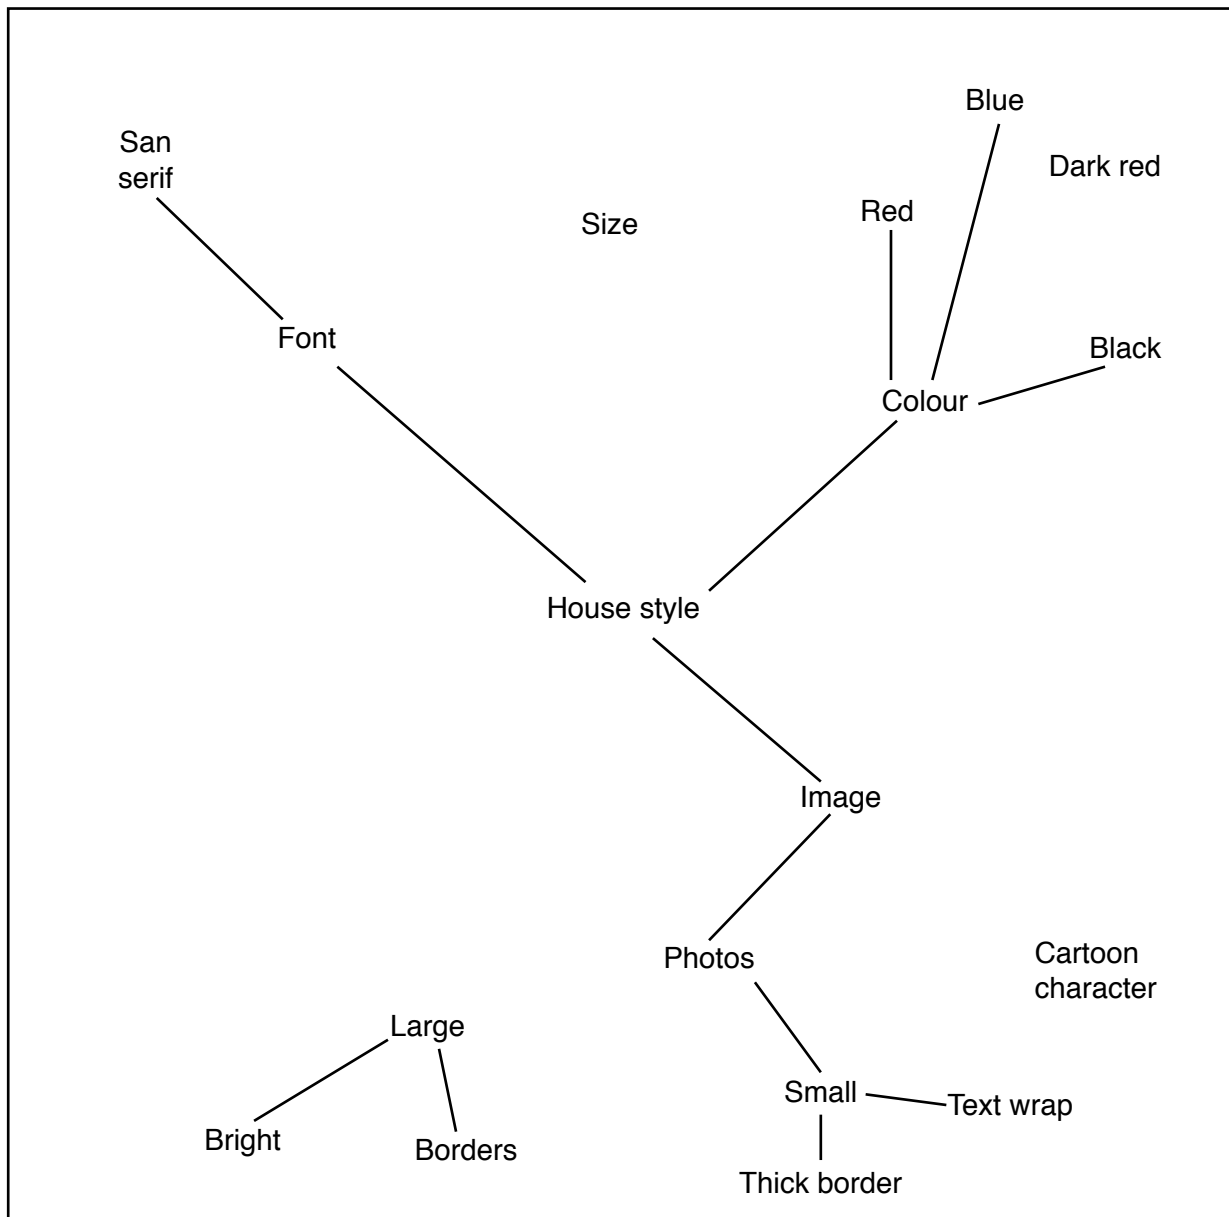 Blue
San
serif
Dark red
Red
Size
Font
Black
Colour
House style
Image
Photos
Cartoon
character
Large
Small
Text wrap
Bright
Borders
Thick border